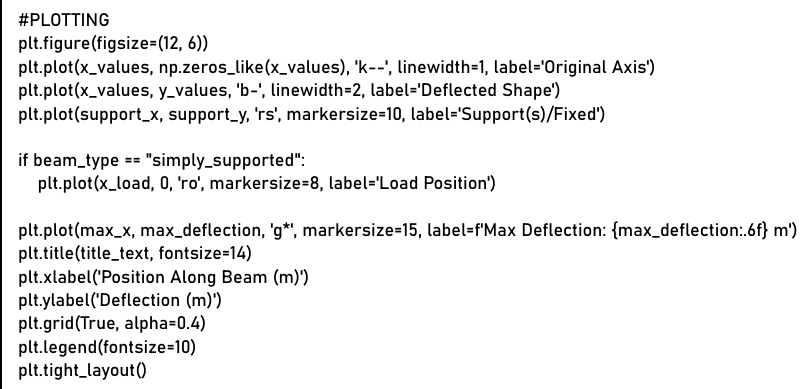 #PLOTTING
plt.figure(figsize=(12, 6))
plt.plot(x_values, np.zeros_like(x_values), 'k--', linewidth=1, label='Original Axis')
plt.plot(x_values, y_values, 'b-', linewidth=2, label='Deflected Shape')
plt.plot(support_x, support_y, 'rs', markersize=10, label='Support(s)/Fixed')
if beam_type == "simply_supported":
plt.plot(x_load, 0, 'ro', markersize=8, label='Load Position')
plt.plot(max_x, max_deflection, 'g*', markersize=15, label=f'Max Deflection: {max_deflection:.6f} m')
plt.title(title_text, fontsize=14)
plt.xlabel('Position Along Beam (m)')
plt.ylabel('Deflection (m)')
plt.grid(True, alpha=0.4)
plt.legend(fontsize=10)
plt.tight_layout()